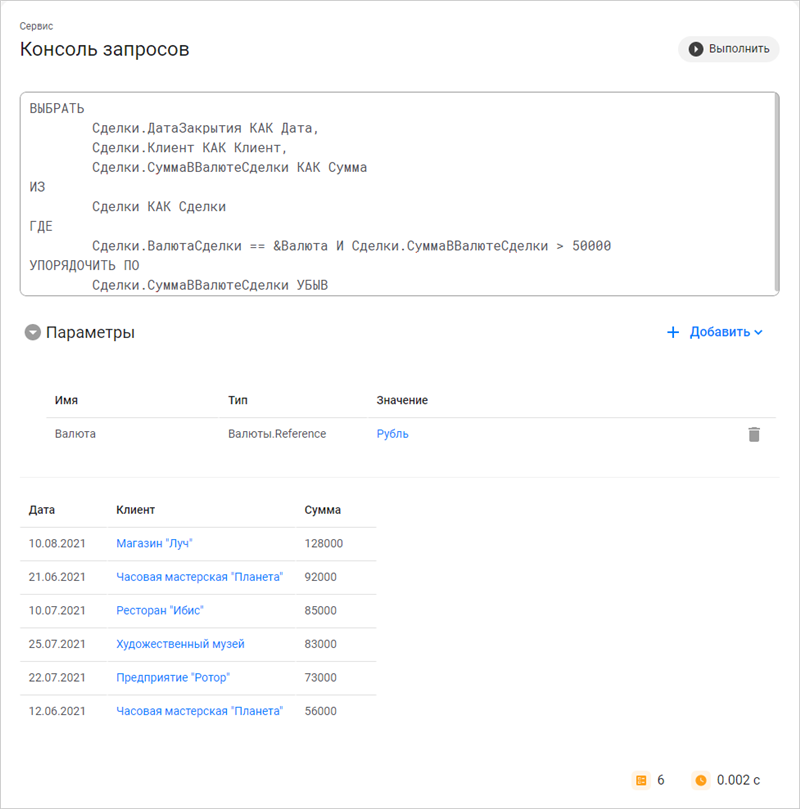 Сервис
Консоль запросов
Выполнить
ВЫБРАТЬ
Сделки.ДатаЗакрытия КАК Дата,
Сделки.Клиент КАК Клиент,
Сделки.СуммаВВалютеСделки КАК Сумма
ИЗ
Сделки КАК Сделки
ГДЕ
Сделки.ВалютаСделки == &Валюта И Сделки.СуммаВВалютеСделки > 50000
УПОРЯДОЧИТЬ ПО
Сделки.СуммаВВалютеСделки УБЫВ
Параметры
+ Добавить
Имя Тип Значение
Валюта Валюты.Reference Рубль
Дата Клиент Сумма
10.08.2021 Магазин "Луч" 128000
21.06.2021 Часовая мастерская "Планета" 92000
10.07.2021 Ресторан "Ибис" 85000
25.07.2021 Художественный музей 83000
22.07.2021 Предприятие "Ротор" 73000
12.06.2021 Часовая мастерская "Планета" 56000
6 0.002 с